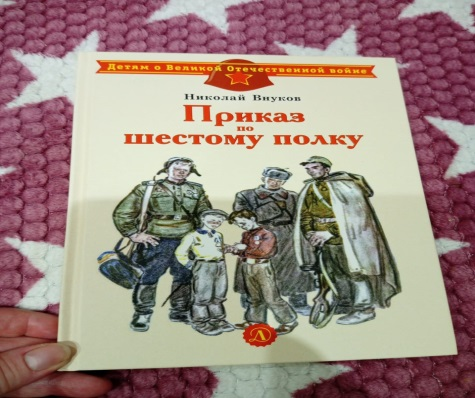 Детям о Великой Отечественной войне
Николай Внуков
Приказ
по
шестому полку